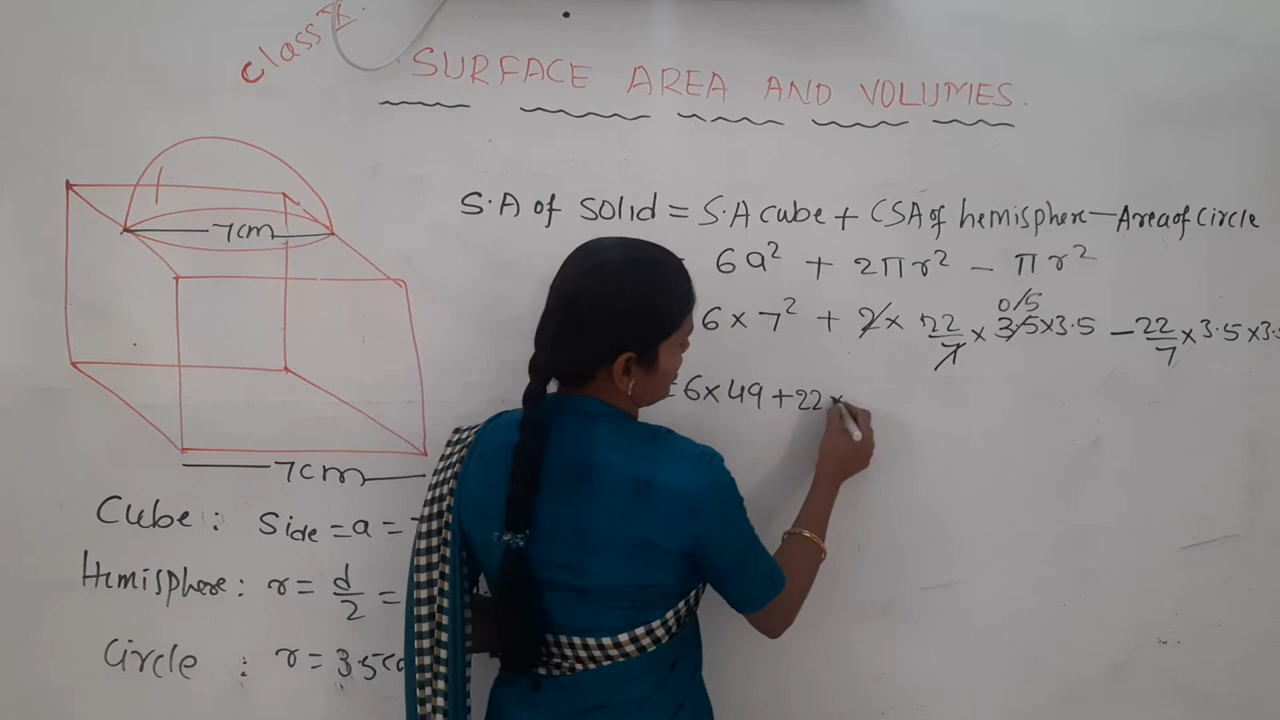 Class X
SURFACE AREA AND VOLUMES.
S.A of solid = S.A cube + CSA of hemisphere - Area of circle
6a² + 2πr² - πr²
0/5
6 × 7² + 2 × 22/7 × 3.5 × 3.5 - 22/7 × 3.5 × 3.5
= 6 × 49 + 22 ×
7cm
7cm
Cube : Side = a =
Hemisphere : r = d/2 =
Circle : r = 3.5c